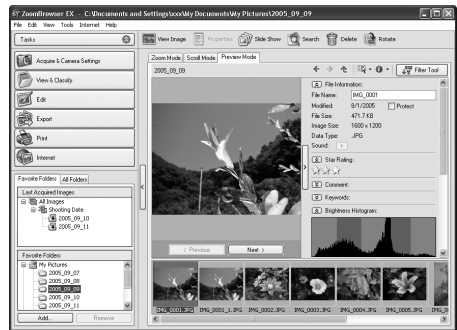 ZoomBrowser EX - C:\Documents and Settings\xxx\My Documents\My Pictures\2005_09_09
File Edit View Tools Internet Help
Tasks
View Image Properties Slide Show Search Trash Rotate
Acquire & Camera Settings
View & Classify
Edit
Export
Print
Internet
Zoom Mode Scroll Mode Preview Mode
2005_09_09
Filter Tool
File Information:
File Name: IMG_0001
Modified: 8/1/2005 Protect
File Size: 471.7 KB
Image Size: 1600 x 1200
Data Type: .JPG
Sound:
Star Rating:
Comment:
Keywords:
Brightness Histogram:
Favorite Folders All Folders
Last Acquired Images
All Images
Shooting Date
2005_09_10
2005_09_11
< Previous Next >
Favorite Folders
My Pictures
2005_09_07
2005_09_08
2005_09_09
2005_09_10
2005_09_11
Add... Remove
IMG_0001.JPG IMG_0001_1.JPG IMG_0002.JPG IMG_0003.JPG IMG_0004.JPG IMG_0005.JPG IMG_0